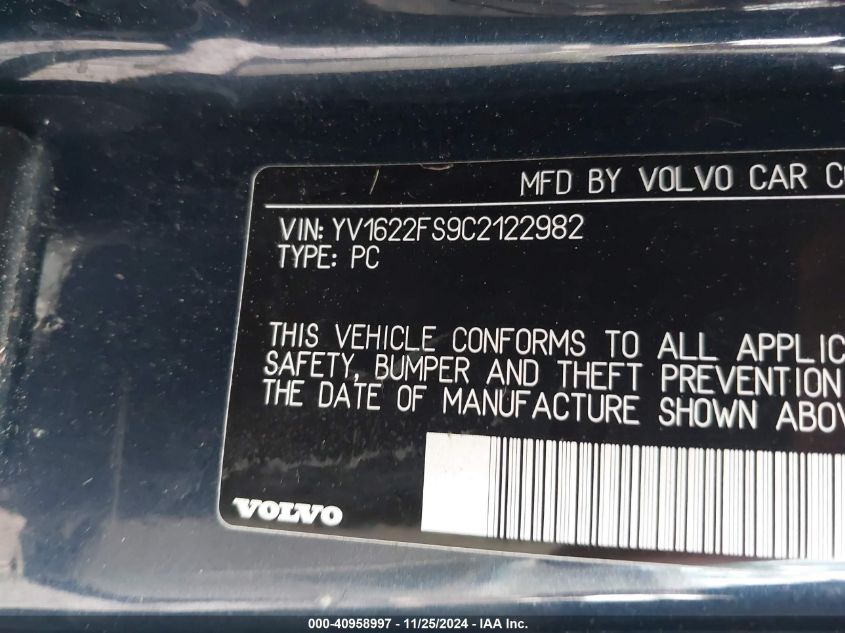 MFD BY VOLVO CAR CO
VIN: YV1622FS9C2122982
TYPE: PC
THIS VEHICLE CONFORMS TO ALL APPLIC
SAFETY, BUMPER AND THEFT PREVENTION
THE DATE OF MANUFACTURE SHOWN ABOV
VOLVO
000-40958997 - 11/25/2024 - IAA Inc.